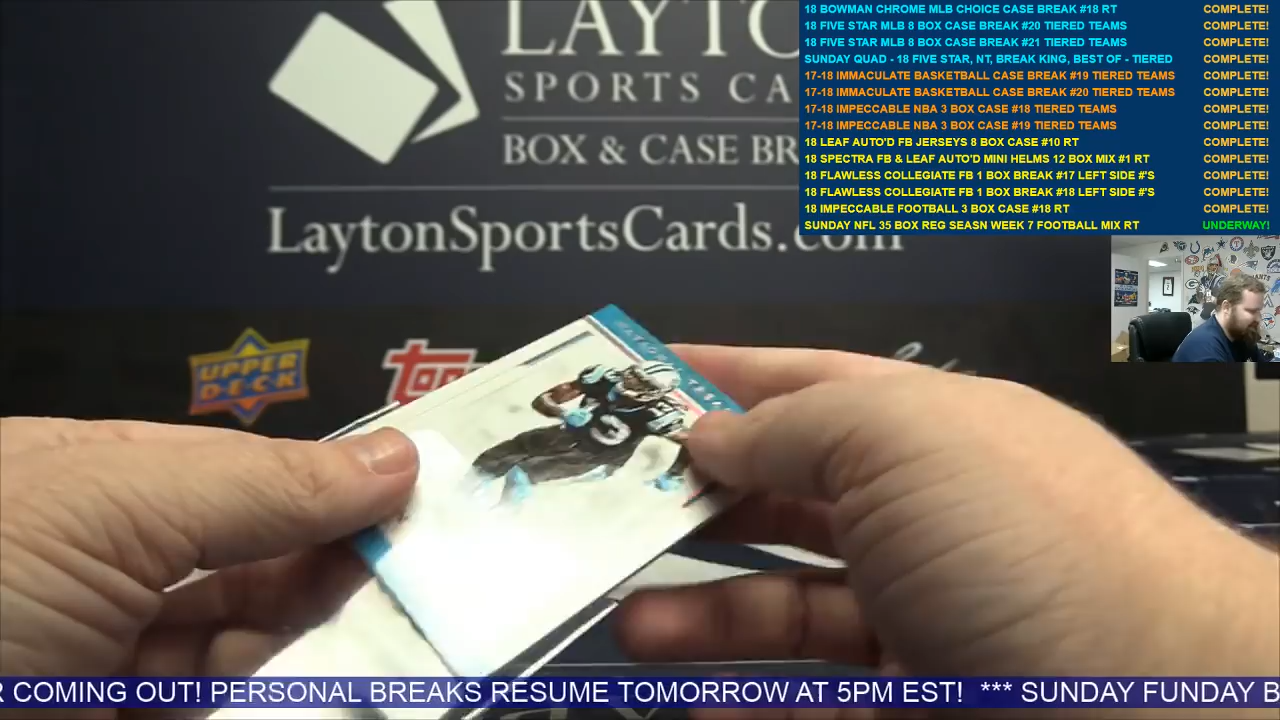 LAYTO
SPORTS CA
BOX & CASE BR
LaytonSportsCards.com
18 BOWMAN CHROME MLB CHOICE CASE BREAK #18 RT COMPLETE!
18 FIVE STAR MLB 8 BOX CASE BREAK #20 TIERED TEAMS COMPLETE!
18 FIVE STAR MLB 8 BOX CASE BREAK #21 TIERED TEAMS COMPLETE!
SUNDAY QUAD - 18 FIVE STAR, NT, BREAK KING, BEST OF - TIERED COMPLETE!
17-18 IMMACULATE BASKETBALL CASE BREAK #19 TIERED TEAMS COMPLETE!
17-18 IMMACULATE BASKETBALL CASE BREAK #20 TIERED TEAMS COMPLETE!
17-18 IMPECCABLE NBA 3 BOX CASE #18 TIERED TEAMS COMPLETE!
17-18 IMPECCABLE NBA 3 BOX CASE #19 TIERED TEAMS COMPLETE!
18 LEAF AUTO'D FB JERSEYS 8 BOX CASE #10 RT COMPLETE!
18 SPECTRA FB & LEAF AUTO'D MINI HELMS 12 BOX MIX #1 RT COMPLETE!
18 FLAWLESS COLLEGIATE FB 1 BOX BREAK #17 LEFT SIDE #'S COMPLETE!
18 FLAWLESS COLLEGIATE FB 1 BOX BREAK #18 LEFT SIDE #'S COMPLETE!
18 IMPECCABLE FOOTBALL 3 BOX CASE #18 RT COMPLETE!
SUNDAY NFL 35 BOX REG SEASN WEEK 7 FOOTBALL MIX RT UNDERWAY!
UPPER
DECK
topp
3
R COMING OUT! PERSONAL BREAKS RESUME TOMORROW AT 5PM EST! *** SUNDAY FUNDAY B